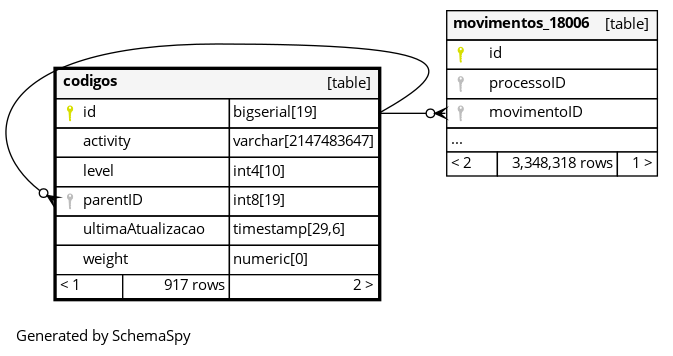 movimentos_18006 [table]
id
processoID
movimentoID
...
< 2 3,348,318 rows 1 >
codigos [table]
id bigserial[19]
activity varchar[2147483647]
level int4[10]
parentID int8[19]
ultimaAtualizacao timestamp[29,6]
weight numeric[0]
< 1 917 rows 2 >
Generated by SchemaSpy